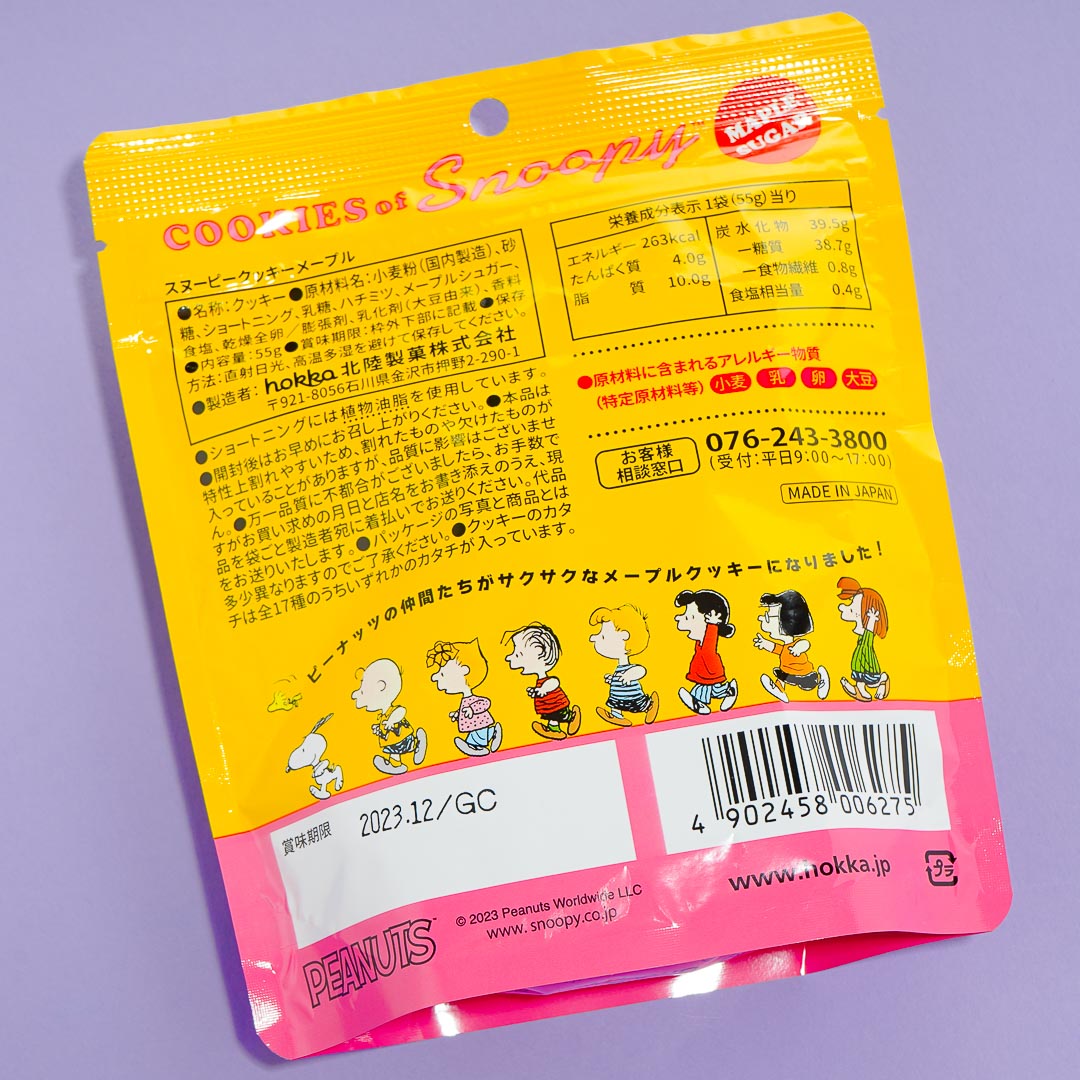 COOKIES of Snoopy™
MAPLE
SUGAR
スヌーピークッキーメープル
●名称：クッキー●原材料名：小麦粉（国内製造）、砂
糖、ショートニング、乳糖、ハチミツ、メープルシュガー、
食塩、乾燥全卵／膨張剤、乳化剤（大豆由来）、香料
●内容量：55g●賞味期限：枠外下部に記載●保存
方法：直射日光、高温多湿を避けて保存してください。
●製造者：hokka 北陸製菓株式会社
〒921-8056石川県金沢市押野2-290-1
●ショートニングには植物油脂を使用しています。
●開封後はお早めにお召し上がりください。●本品は
特性上割れやすいため、割れたものや欠けたものが
入っていることがありますが、品質に影響はございませ
ん。●万一品質に不都合がございましたら、お手数で
すがお買い求めの月日と店名をお書き添えのうえ、現
品を袋ごと製造者宛に着払いでお送りください。代品
をお送りいたします。●パッケージの写真と商品とは
多少異なりますのでご了承ください。●クッキーのカタ
チは全17種のうちいずれかのカタチが入っています。
栄養成分表示 1袋（55g）当り
エネルギー 263kcal
たんぱく質 4.0g
脂質 10.0g
炭水化物 39.5g
－糖質 38.7g
－食物繊維 0.8g
食塩相当量 0.4g
●原材料に含まれるアレルギー物質
（特定原材料等） 小麦 乳 卵 大豆
お客様
相談窓口
076-243-3800
（受付：平日9：00〜17：00）
MADE IN JAPAN
ピーナッツの仲間たちがサクサクなメープルクッキーになりました！
賞味期限 2023.12/GC
4 902458 006275
www.hokka.jp
プラ
PEANUTS™
© 2023 Peanuts Worldwide LLC
www.snoopy.co.jp